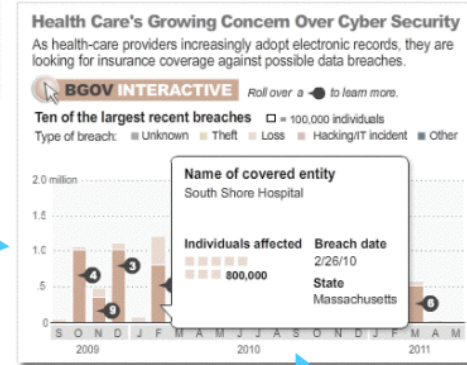 Health Care's Growing Concern Over Cyber Security
As health-care providers increasingly adopt electronic records, they are
looking for insurance coverage against possible data breaches.
BGOV INTERACTIVE Roll over a to learn more.
Ten of the largest recent breaches = 100,000 individuals
Type of breach: Unknown Theft Loss Hacking/IT incident Other
Name of covered entity
South Shore Hospital
Individuals affected Breach date
2/26/10
800,000
State
Massachusetts
2.0 million
1.5
1.0
.5
0
4
3
9
6
S O N D J F M A M J J A S O N D J F M A M
2009 2010 2011